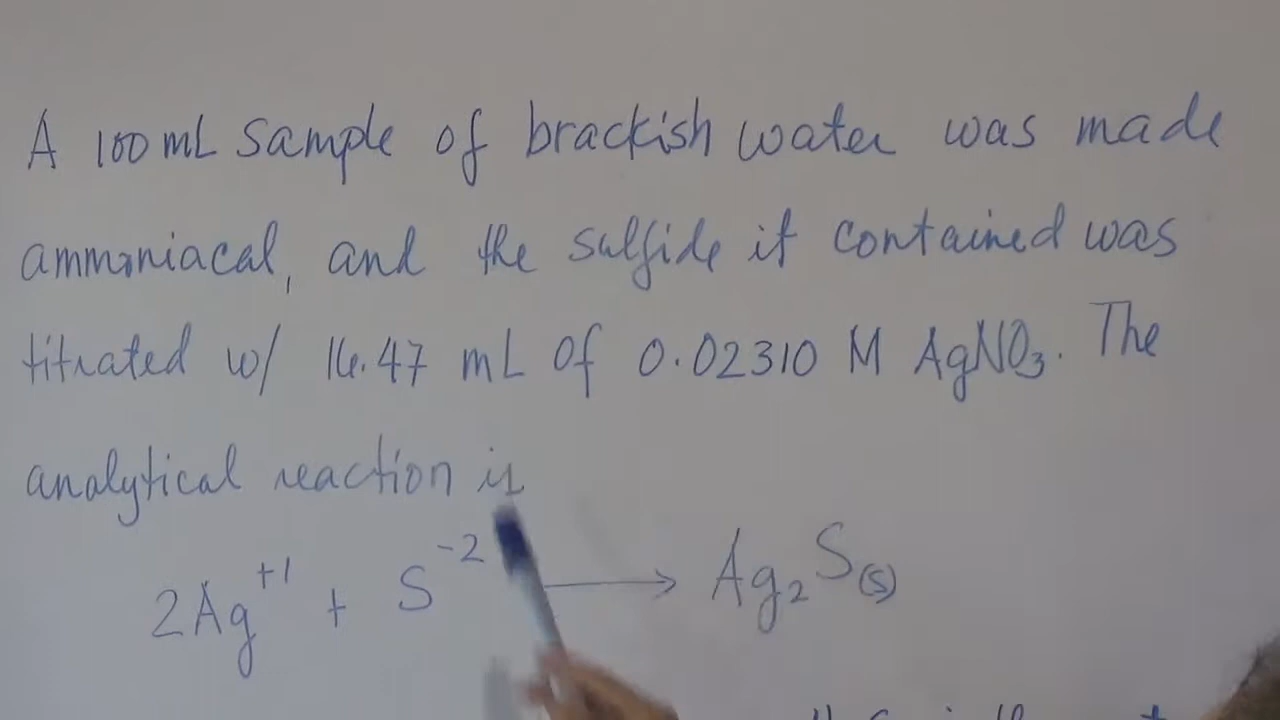 A 100 mL sample of brackish water was made
ammoniacal, and the sulfide it contained was
titrated w/ 16.47 mL of 0.02310 M AgNO₃. The
analytical reaction is
2Ag⁺¹ + S⁻² → Ag₂S(s)